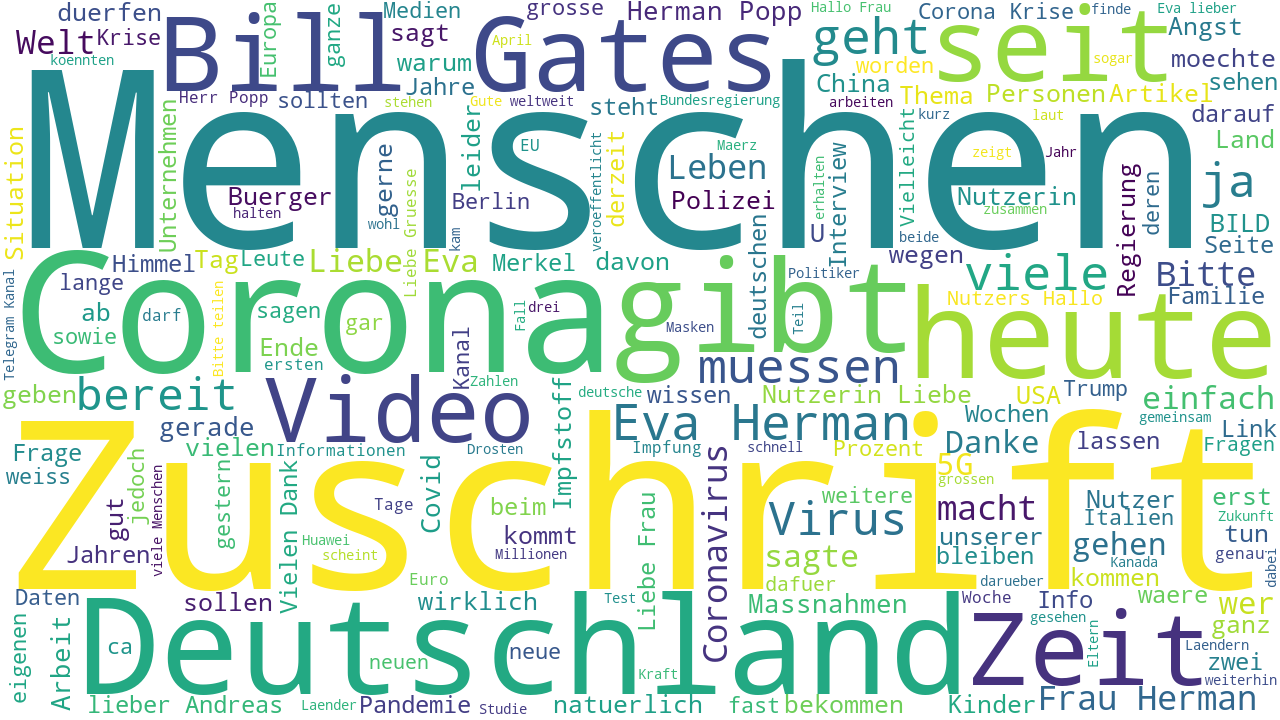 duerfen
Bill Gates
Medien
grosse
Herman Popp
Hallo Frau
Corona Krise
finde
Eva lieber
Angst
Welt
Krise
koennten
Europa
ganze
sagt
warum
April
geht
seit
sogar
moechte
sehen
Herr Popp
sollten
Jahre
stehen
Gute
weltweit
steht
Bundesregierung
China
worden
arbeiten
Thema
Personen
Artikel
darauf
Menschen
Situation
Unternehmen
Buerger
halten
gerne
wohl
leider
Liebe Gruesse
Berlin
kam
EU
veroeffentlicht
derzeit
Leben
Maerz
Polizei
erhalten
Interview
U
Vielleicht
kurz
beide
wegen
zeigt
laut
Jahr
Nutzerin
zusammen
Regierung
deren
Land
ja
BILD
Seite
Himmel
Tag
Leute
Liebe Eva
Merkel
davon
deutschen
Politiker
viele
Bitte
Familie
Telegram Kanal
lange
ab
sowie
darf
Bitte teilen
sagen
gar
Ende
ersten
Corona
gibt
heute
Fall
drei
Masken
Teil
Nutzers Hallo
geben
bereit
gerade
Video
Kanal
Zahlen
Impfstoff
deutsche
muessen
wissen
Nutzerin Liebe
USA
Trump
einfach
gemeinsam
Link
Fragen
Frage
weiss
vielen
Informationen
Drosten
Eva Herman
Impfung
schnell
Prozent
Wochen
Danke
lassen
5G
grossen
Zuschrift
gut
jedoch
viele Menschen
gestern
Vielen Dank
Tage
Covid
beim
kommt
Millionen
Huawei
scheint
Jahren
Liebe Frau
Coronavirus
Virus
weitere
sagte
dafuer
macht
unserer
bleiben
darueber
Nutzer
Italien
gehen
Kanada
kommen
erst
Zukunft
tun
genau
dabei
Daten
eigenen
Arbeit
ca
sollen
Euro
wirklich
neuen
neue
Test
Kraft
Massnahmen
Woche
Info
gesehen
Eltern
waere
wer
ganz
Laendern
zwei
weiterhin
Deutschland
Zeit
lieber Andreas
Laender
Pandemie
Studie
natuerlich
fast
bekommen
Kinder
Frau Herman